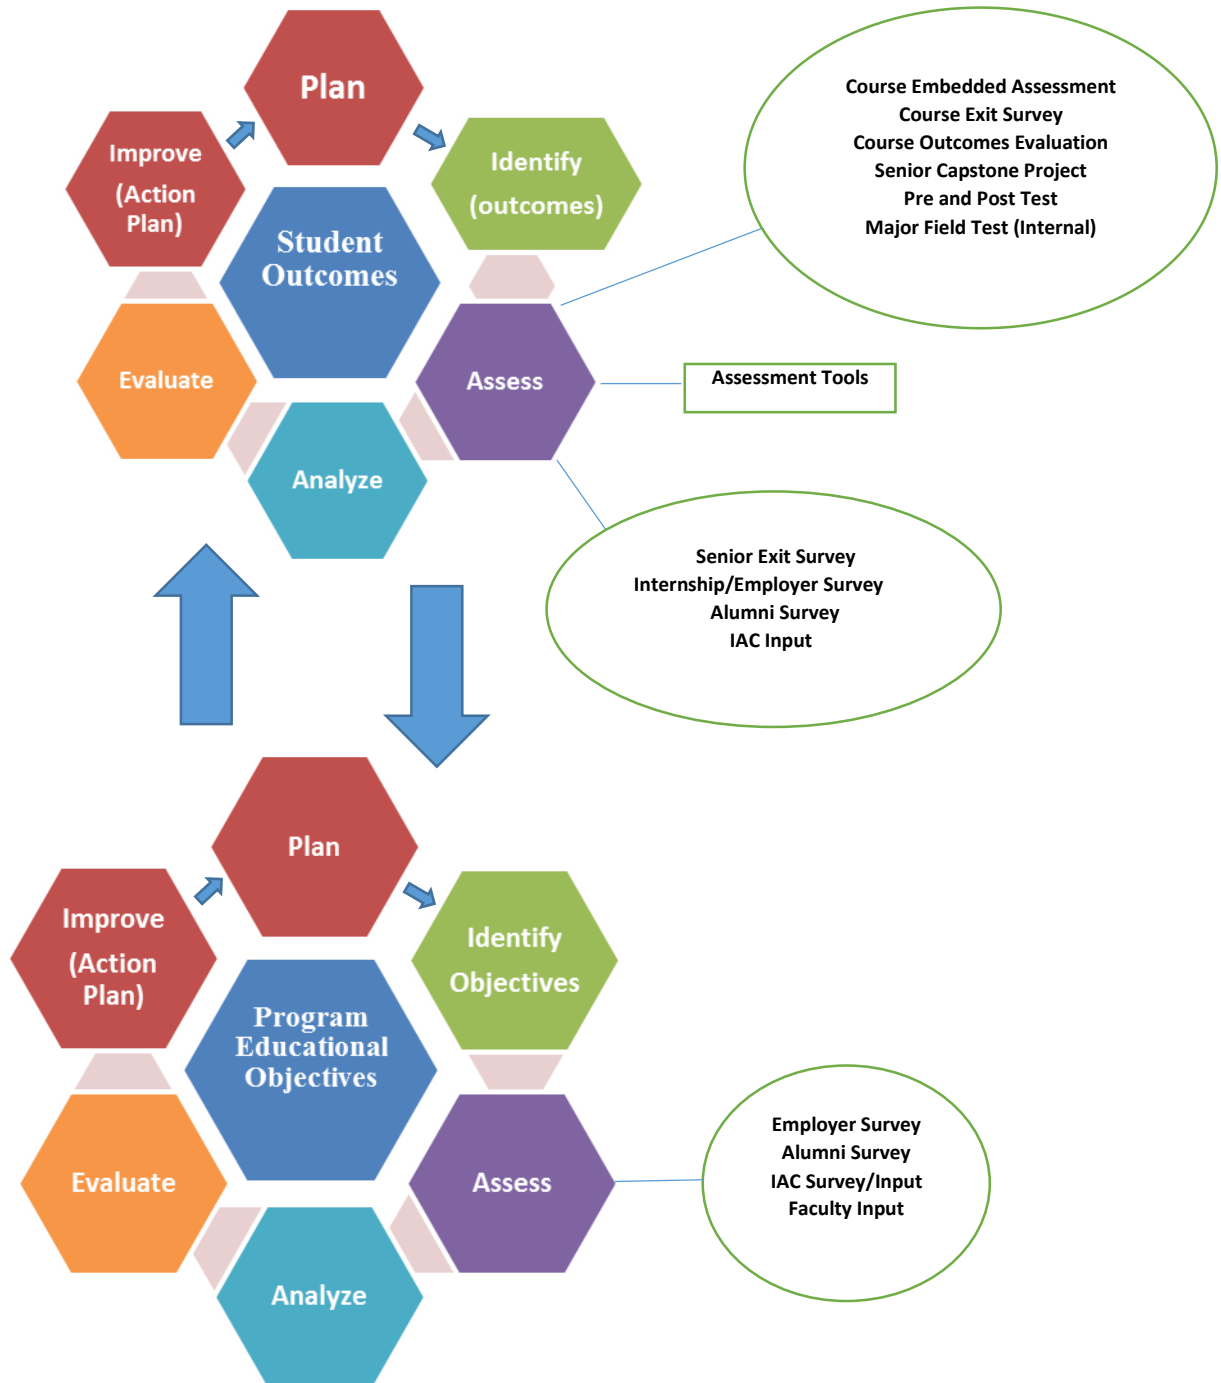 Plan
Identify
(outcomes)
Improve
(Action
Plan)
Student
Outcomes
Evaluate
Assess
Analyze
Course Embedded Assessment
Course Exit Survey
Course Outcomes Evaluation
Senior Capstone Project
Pre and Post Test
Major Field Test (Internal)
Assessment Tools
Senior Exit Survey
Internship/Employer Survey
Alumni Survey
IAC Input
Plan
Identify
Objectives
Improve
(Action
Plan)
Program
Educational
Objectives
Evaluate
Assess
Analyze
Employer Survey
Alumni Survey
IAC Survey/Input
Faculty Input